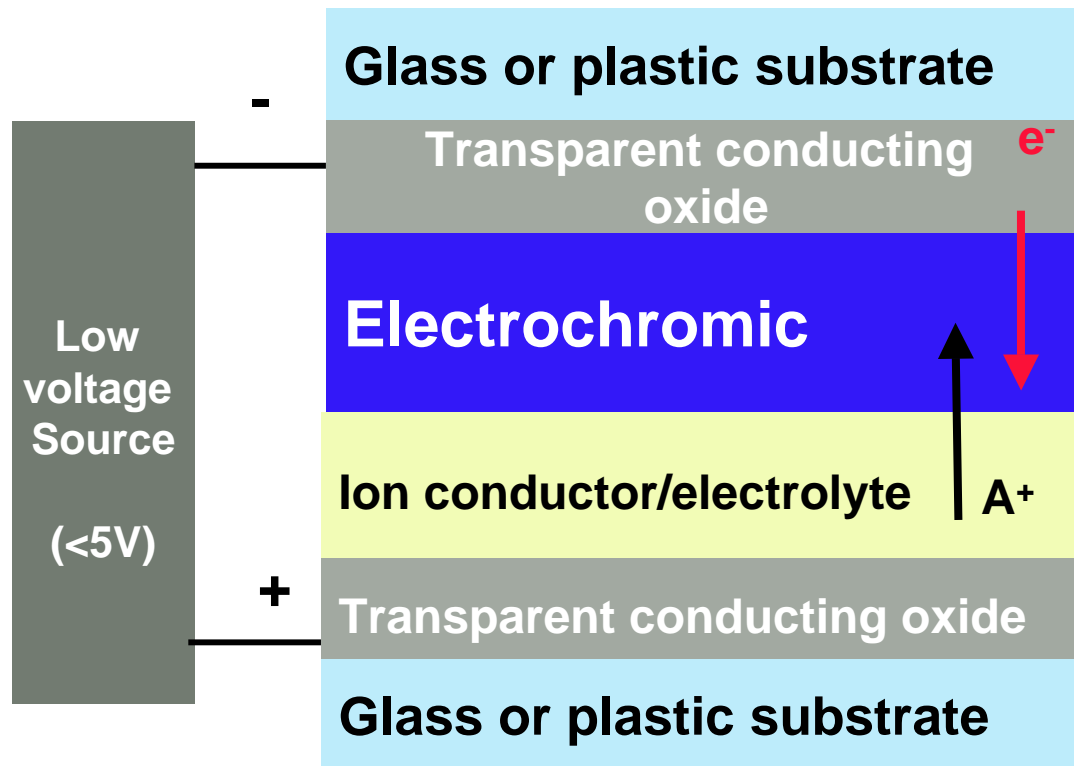 Glass or plastic substrate
-
Transparent conducting
oxide
e⁻
Electrochromic
Low
voltage
Source
(<5V)
Ion conductor/electrolyte
A⁺
+
Transparent conducting oxide
Glass or plastic substrate